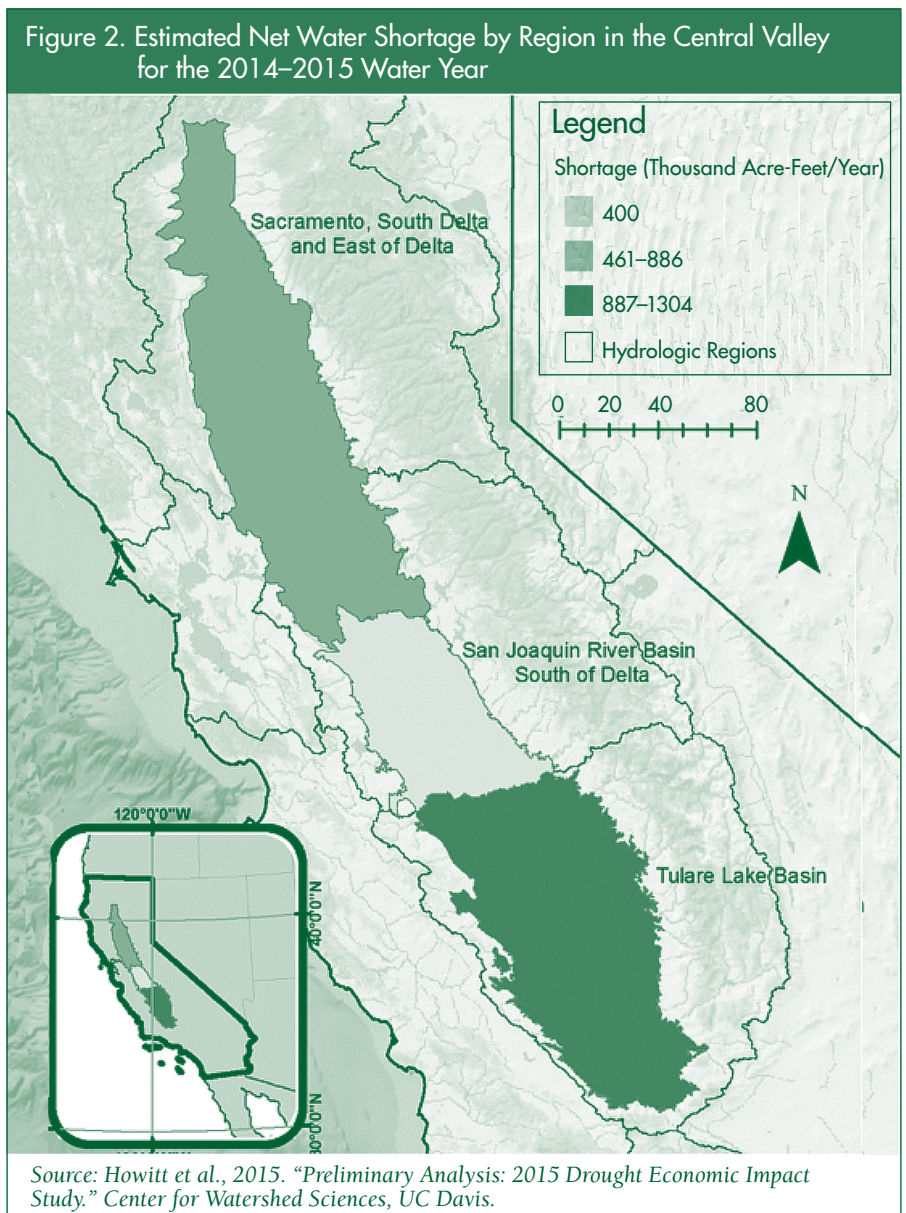 Figure 2. Estimated Net Water Shortage by Region in the Central Valley
for the 2014–2015 Water Year
Legend
Shortage (Thousand Acre-Feet/Year)
400
461–886
887–1304
Hydrologic Regions
0 20 40 80
N
Sacramento, South Delta
and East of Delta
San Joaquin River Basin
South of Delta
Tulare Lake Basin
120°0'0"W
40°0'0"N
Source: Howitt et al., 2015. “Preliminary Analysis: 2015 Drought Economic Impact
Study.” Center for Watershed Sciences, UC Davis.